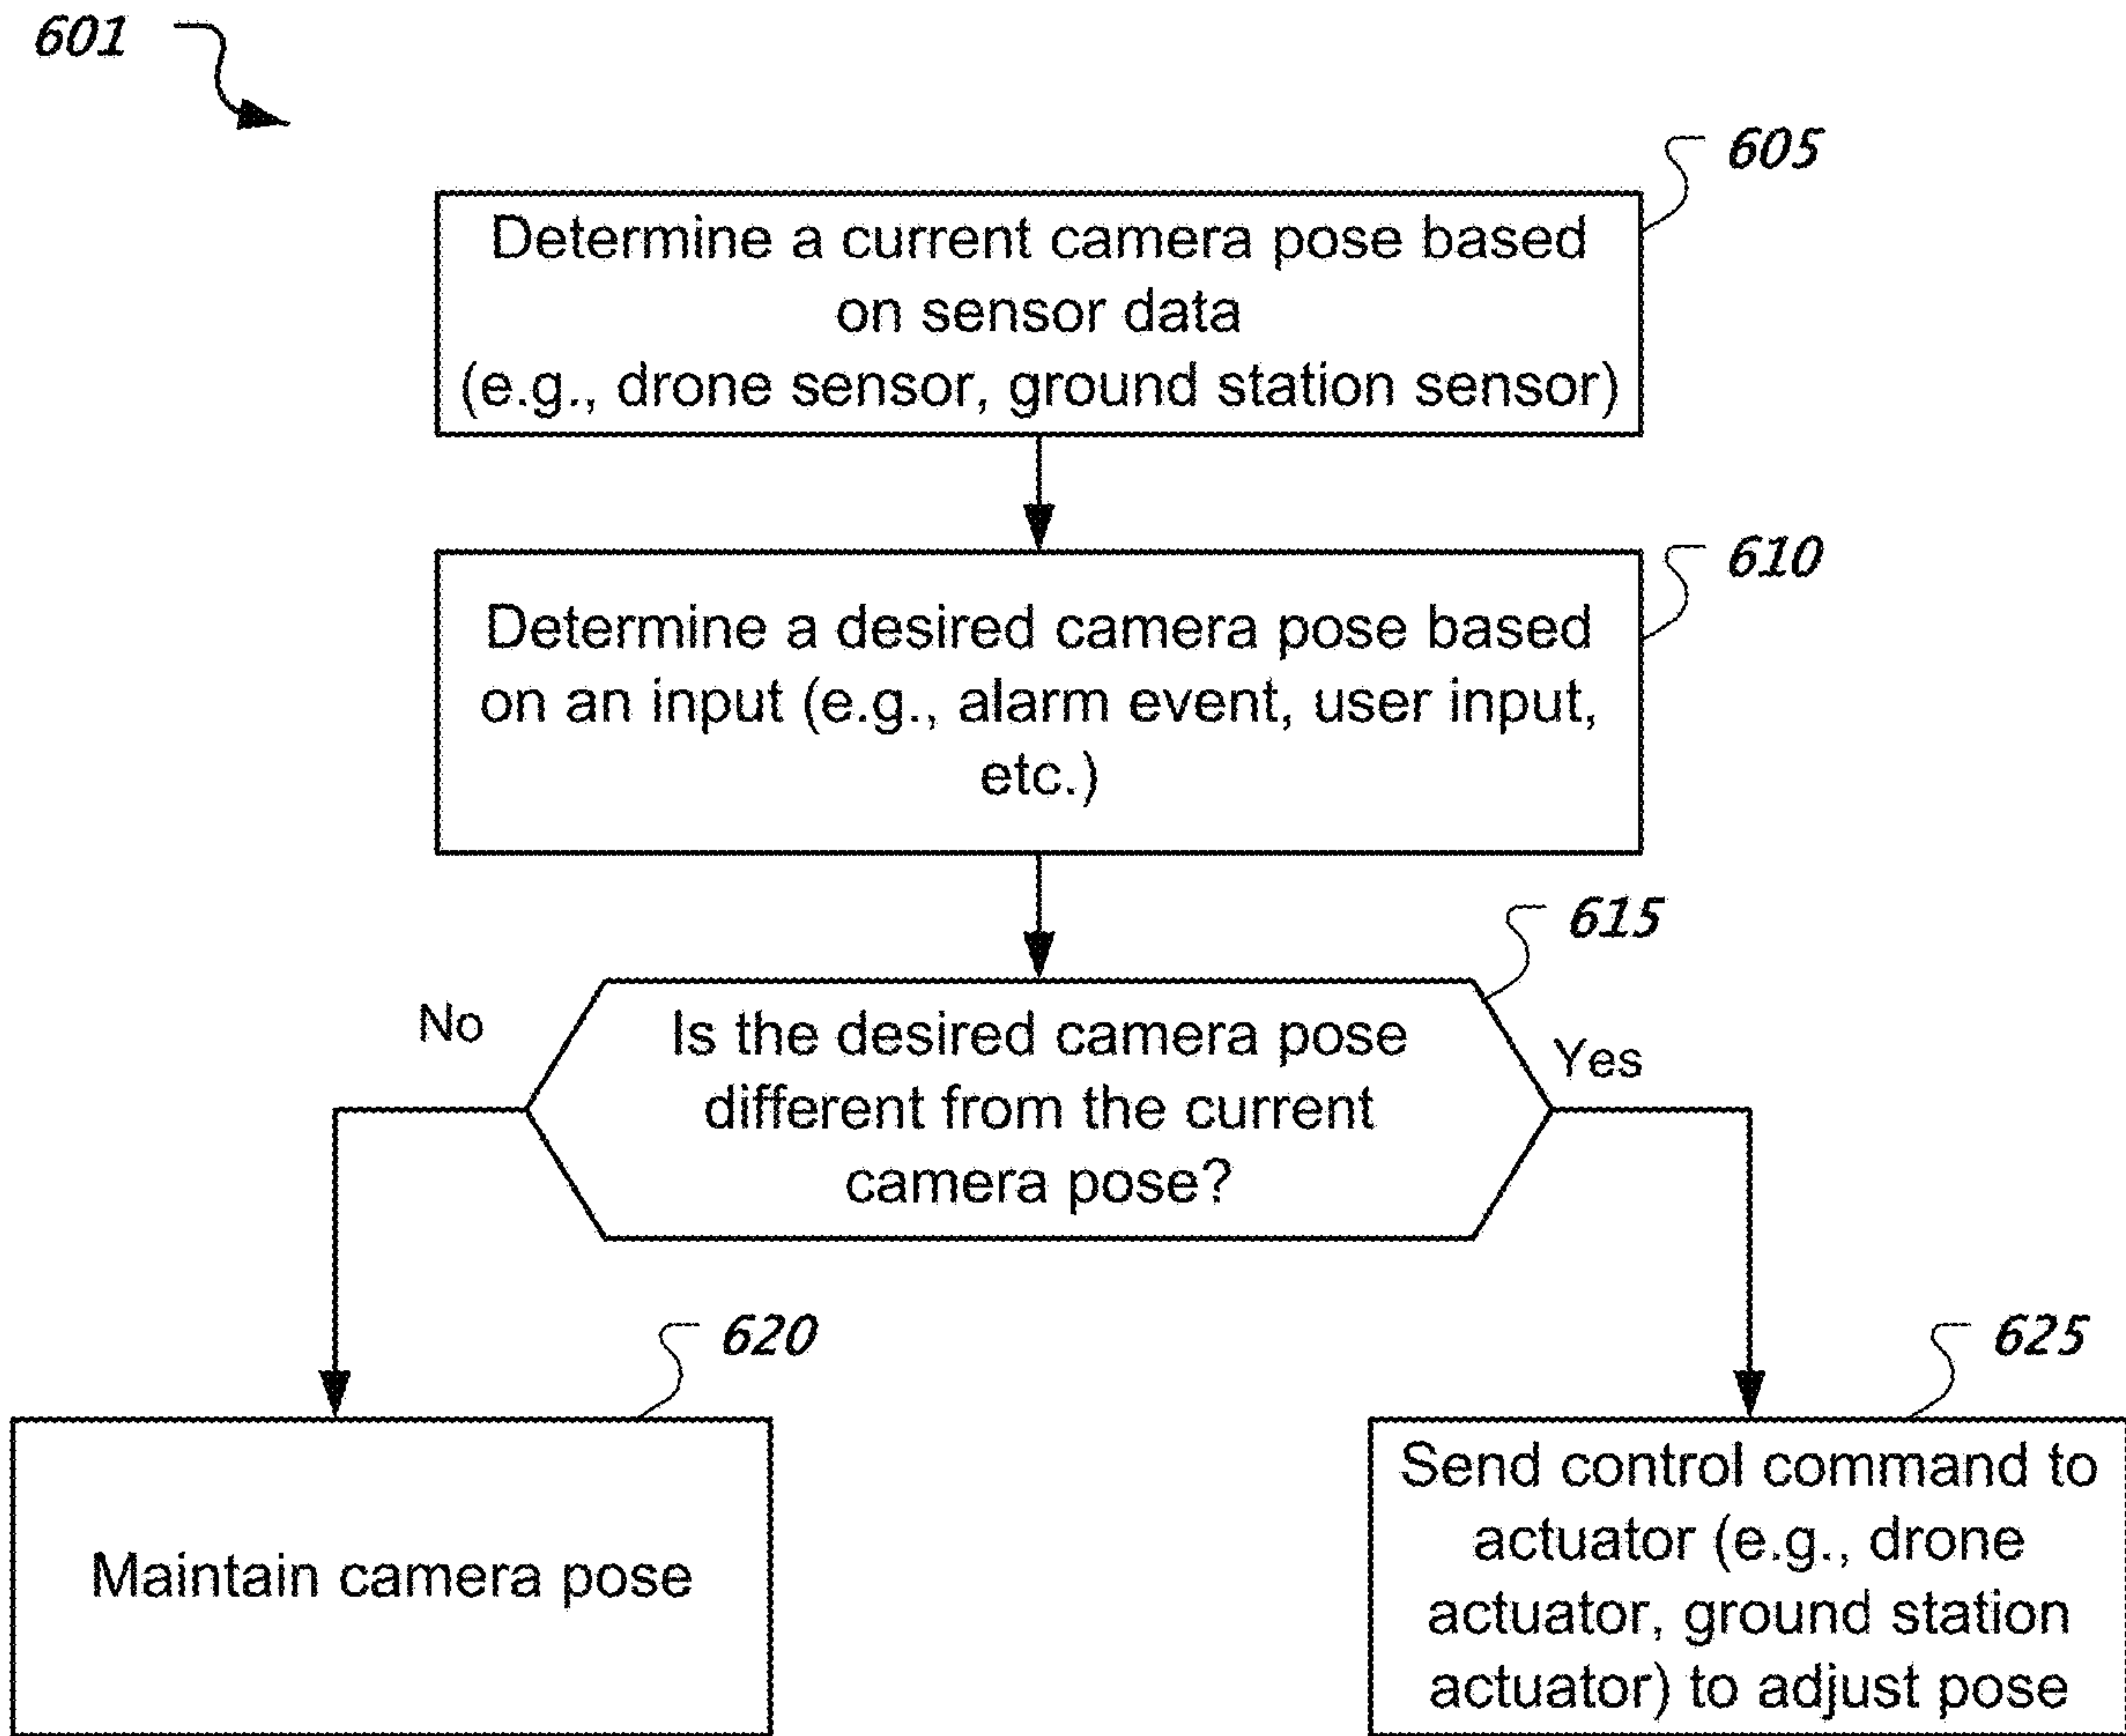 601
605
Determine a current camera pose based
on sensor data
(e.g., drone sensor, ground station sensor)
610
Determine a desired camera pose based
on an input (e.g., alarm event, user input,
etc.)
615
No
Is the desired camera pose
different from the current
camera pose?
Yes
620
Maintain camera pose
625
Send control command to
actuator (e.g., drone
actuator, ground station
actuator) to adjust pose